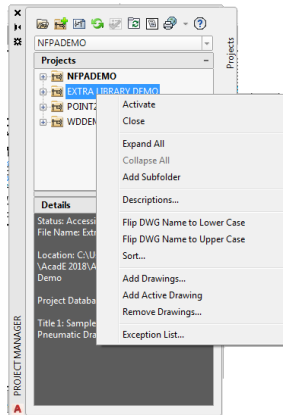 NFPADEMO
Projects
Projects
NFPADEMO
EXTRA LIBRARY DEMO
POINT2
WDDEM
Activate
Close
Expand All
Collapse All
Add Subfolder
Descriptions...
Flip DWG Name to Lower Case
Flip DWG Name to Upper Case
Sort...
Add Drawings...
Add Active Drawing
Remove Drawings...
Exception List...
Details
Status: Accessi
File Name: Ext
Location: C:\U
\AcadE 2018\A
Demo
Project Databa
Title 1: Sample
Pneumatic Dra
PROJECT MANAGER